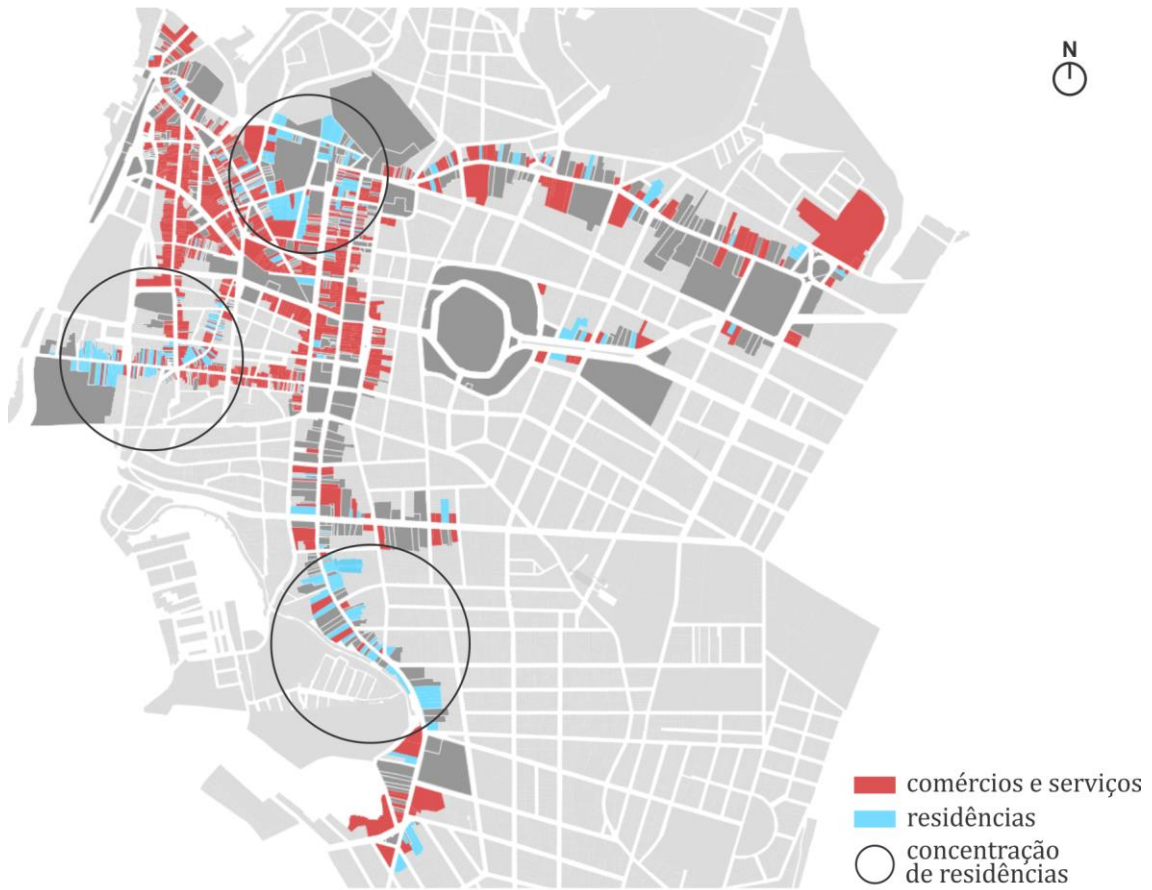 N
comércios e serviços
residências
concentração
de residências